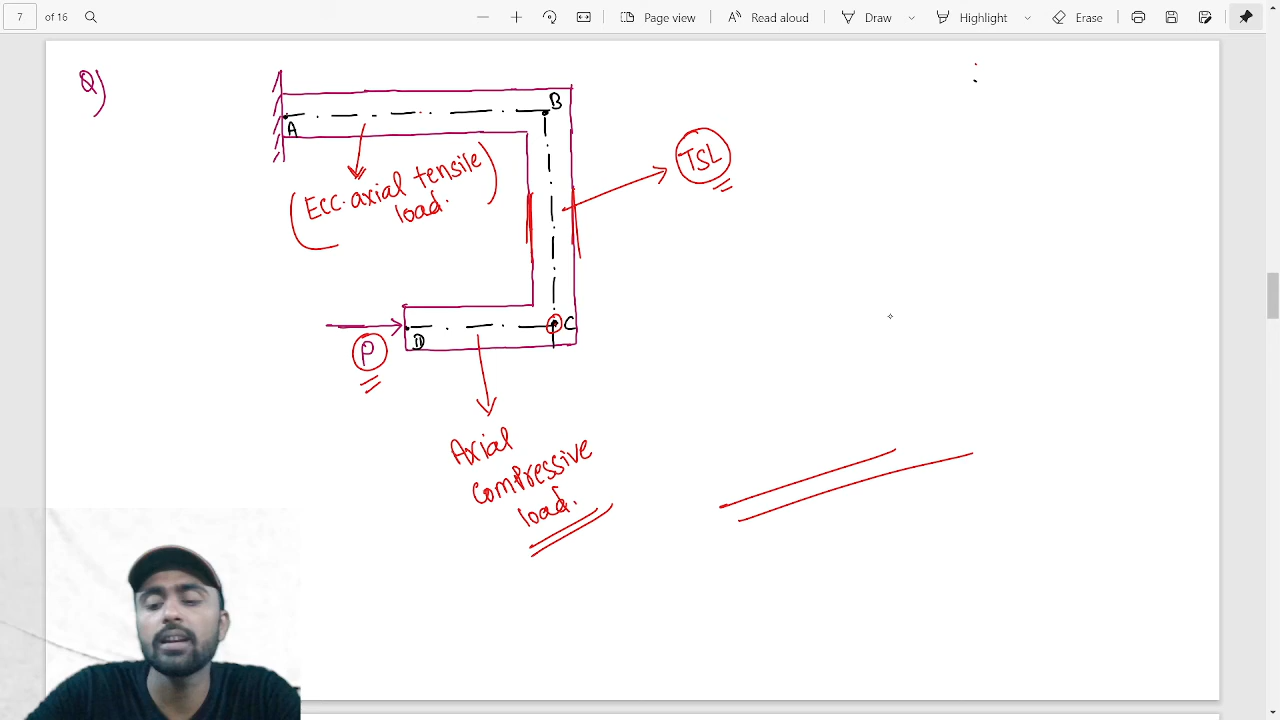 7 of 16
Page view
Read aloud
Draw
Highlight
Erase
Q)
B
A
TSL
(Ecc. axial tensile
load.)
C
D
P
Axial
compressive
load.